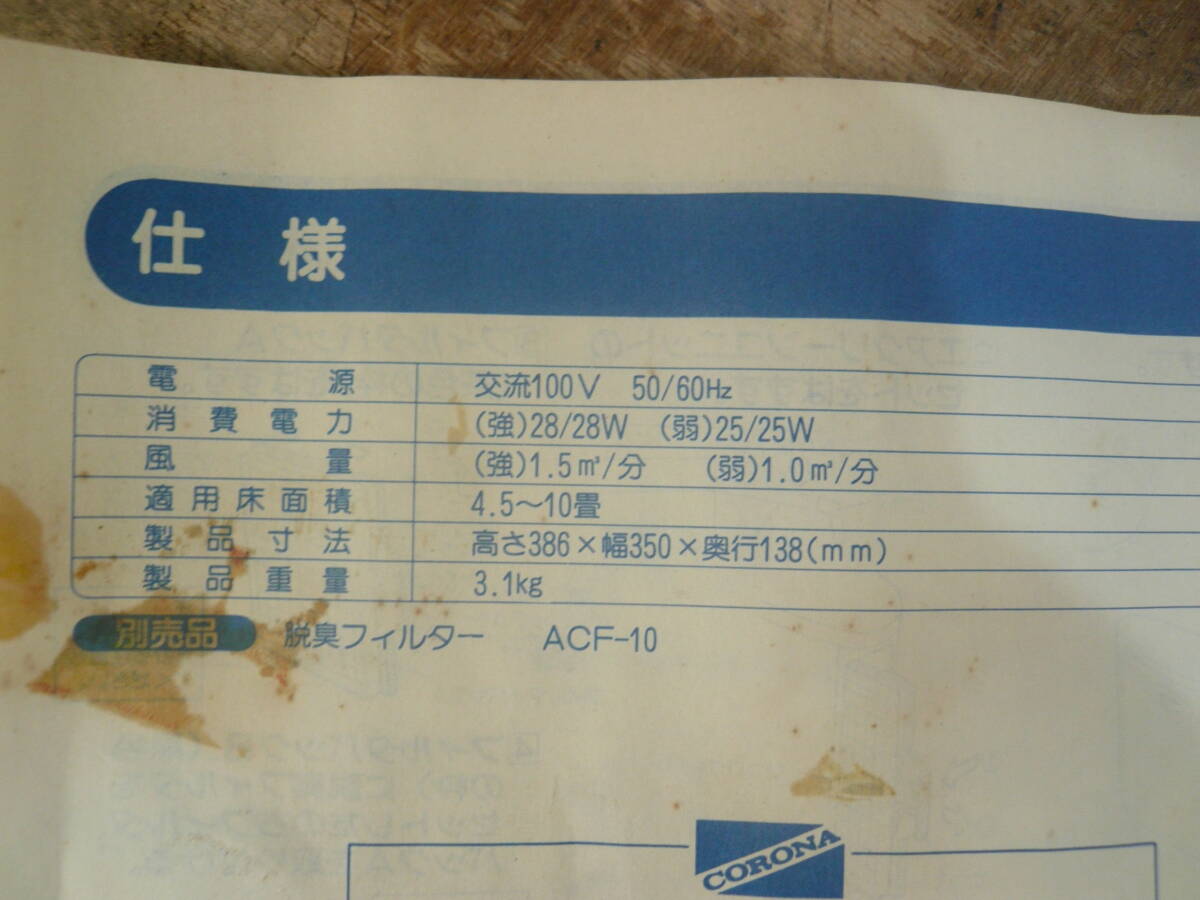 仕様
電源 交流100V 50/60Hz
消費電力 (強)28/28W (弱)25/25W
風量 (強)1.5㎥/分 (弱)1.0㎥/分
適用床面積 4.5～10畳
製品寸法 高さ386×幅350×奥行138(mm)
製品重量 3.1kg
別売品 脱臭フィルター ACF-10
CORONA